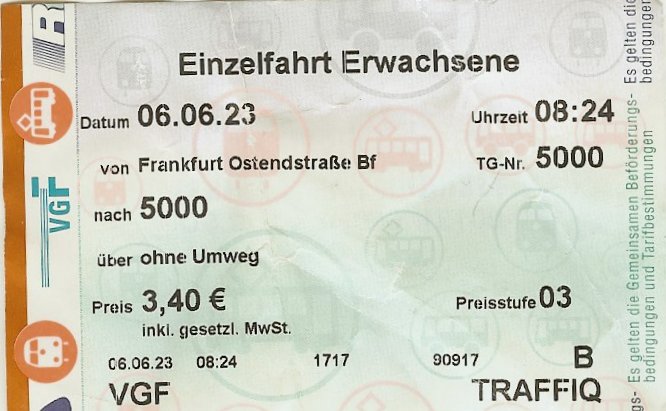 Einzelfahrt Erwachsene
Datum 06.06.23 Uhrzeit 08:24
von Frankfurt Ostendstraße Bf TG-Nr. 5000
nach 5000
über ohne Umweg
Preis 3,40 € Preisstufe 03
inkl. gesetzl. MwSt.
06.06.23 08:24 1717 90917 B
VGF TRAFFIQ
VGF
Es gelten die Gemeinsamen Beförderungs-
bedingungen und Tarifbestimmungen
Es gelten die
bedingungen